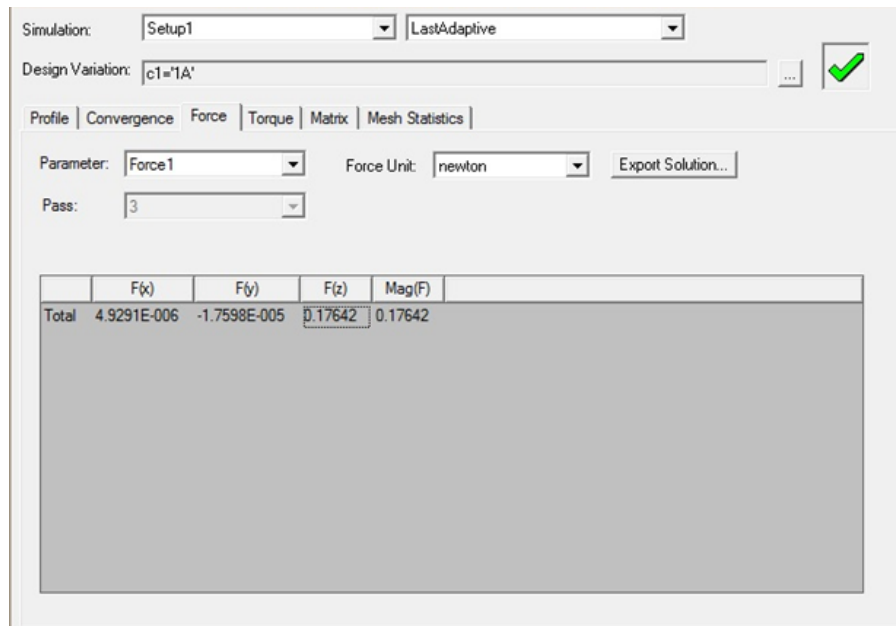 Simulation: Setup1 LastAdaptive
Design Variation: c1='1A' ...
Profile Convergence Force Torque Matrix Mesh Statistics
Parameter: Force1 Force Unit: newton Export Solution...
Pass: 3
F(x) F(y) F(z) Mag(F)
Total 4.9291E-006 -1.7598E-005 0.17642 0.17642